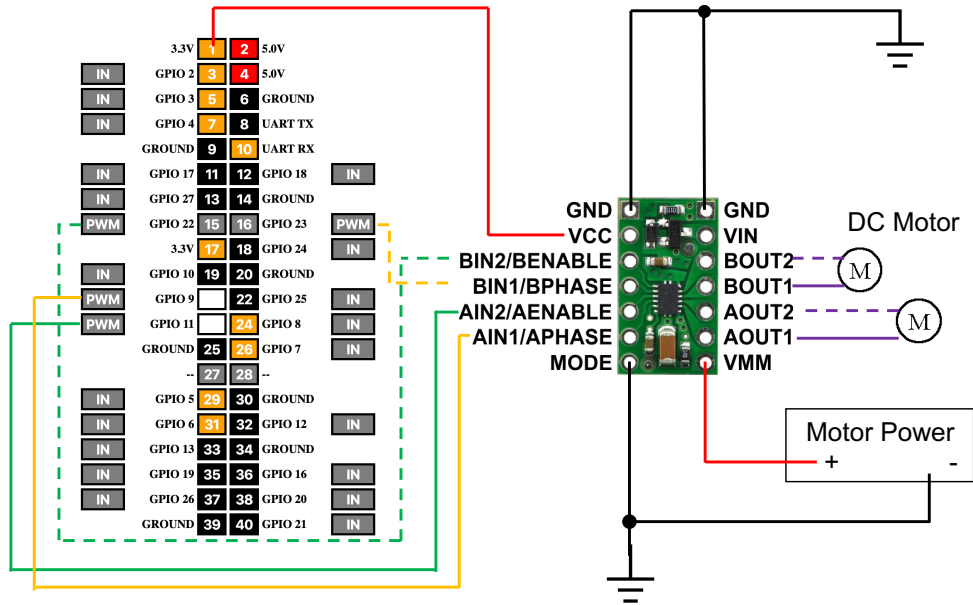 3.3V 1 2 5.0V
IN GPIO 2 3 4 5.0V
IN GPIO 3 5 6 GROUND
IN GPIO 4 7 8 UART TX
GROUND 9 10 UART RX
IN GPIO 17 11 12 GPIO 18 IN
IN GPIO 27 13 14 GROUND
PWM GPIO 22 15 16 GPIO 23 PWM
3.3V 17 18 GPIO 24 IN
IN GPIO 10 19 20 GROUND
PWM GPIO 9 22 GPIO 25 IN
PWM GPIO 11 24 GPIO 8 IN
GROUND 25 26 GPIO 7 IN
-- 27 28 --
IN GPIO 5 29 30 GROUND
IN GPIO 6 31 32 GPIO 12 IN
IN GPIO 13 33 34 GROUND
IN GPIO 19 35 36 GPIO 16 IN
IN GPIO 26 37 38 GPIO 20 IN
GROUND 39 40 GPIO 21 IN
GND GND
VCC VIN
BIN2/BENABLE BOUT2
BIN1/BPHASE BOUT1
AIN2/AENABLE AOUT2
AIN1/APHASE AOUT1
MODE VMM
DC Motor
M
M
Motor Power
+ -